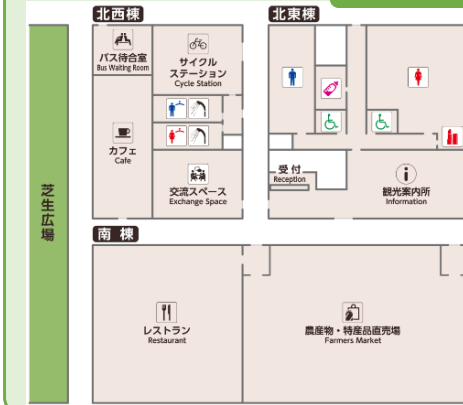 北西棟
バス待合室
Bus Waiting Room
サイクル
ステーション
Cycle Station
カフェ
Cafe
交流スペース
Exchange Space
北東棟
受付
Reception
観光案内所
Information
芝生広場
南 棟
レストラン
Restaurant
農産物・特産品直売場
Farmers Market